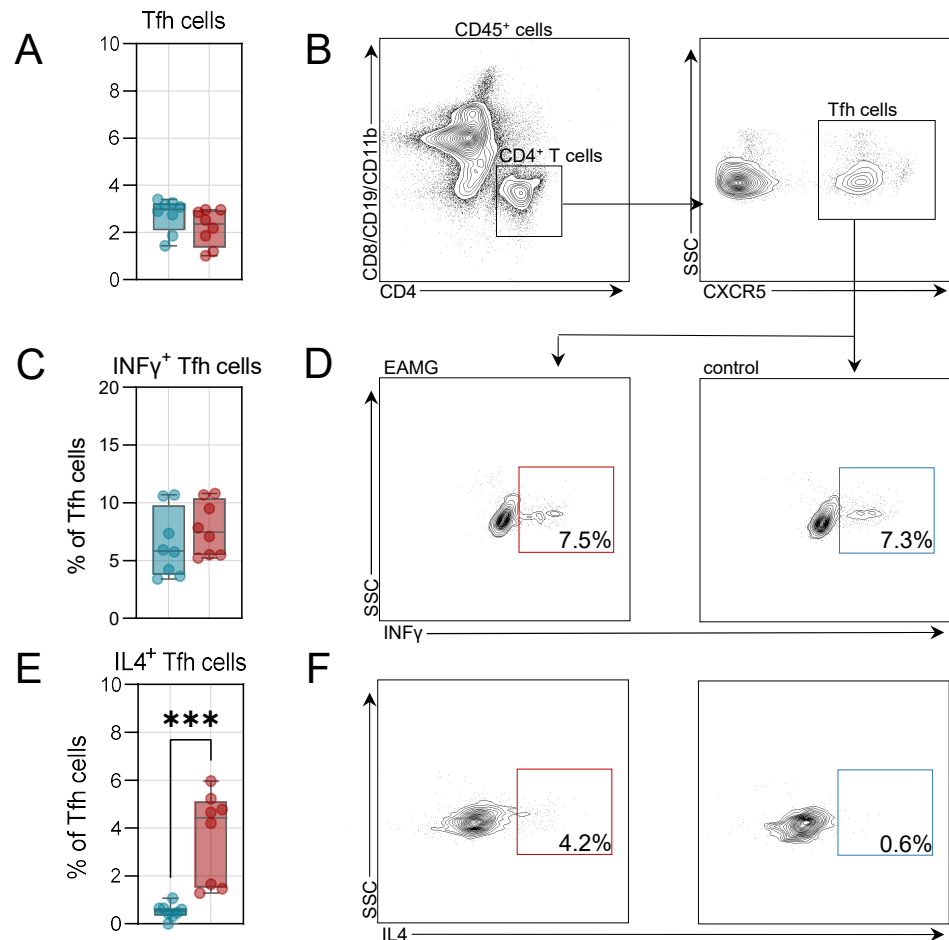 A
Tfh cells
10
8
6
4
2
0
B
CD45⁺ cells
CD8/CD19/CD11b
CD4⁺ T cells
CD4
SSC
Tfh cells
CXCR5
C
INFγ⁺ Tfh cells
% of Tfh cells
20
15
10
5
0
D
EAMG
control
SSC
7.5%
7.3%
INFγ
E
IL4⁺ Tfh cells
% of Tfh cells
10
8
6
4
2
0
***
F
SSC
4.2%
0.6%
IL4